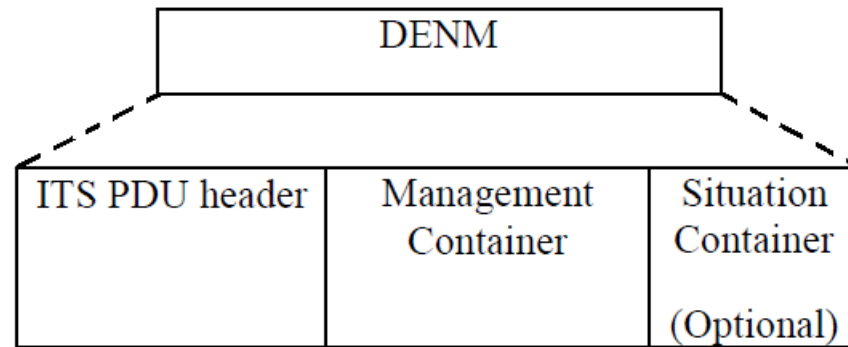 DENM
ITS PDU header
Management
Container
Situation
Container
(Optional)